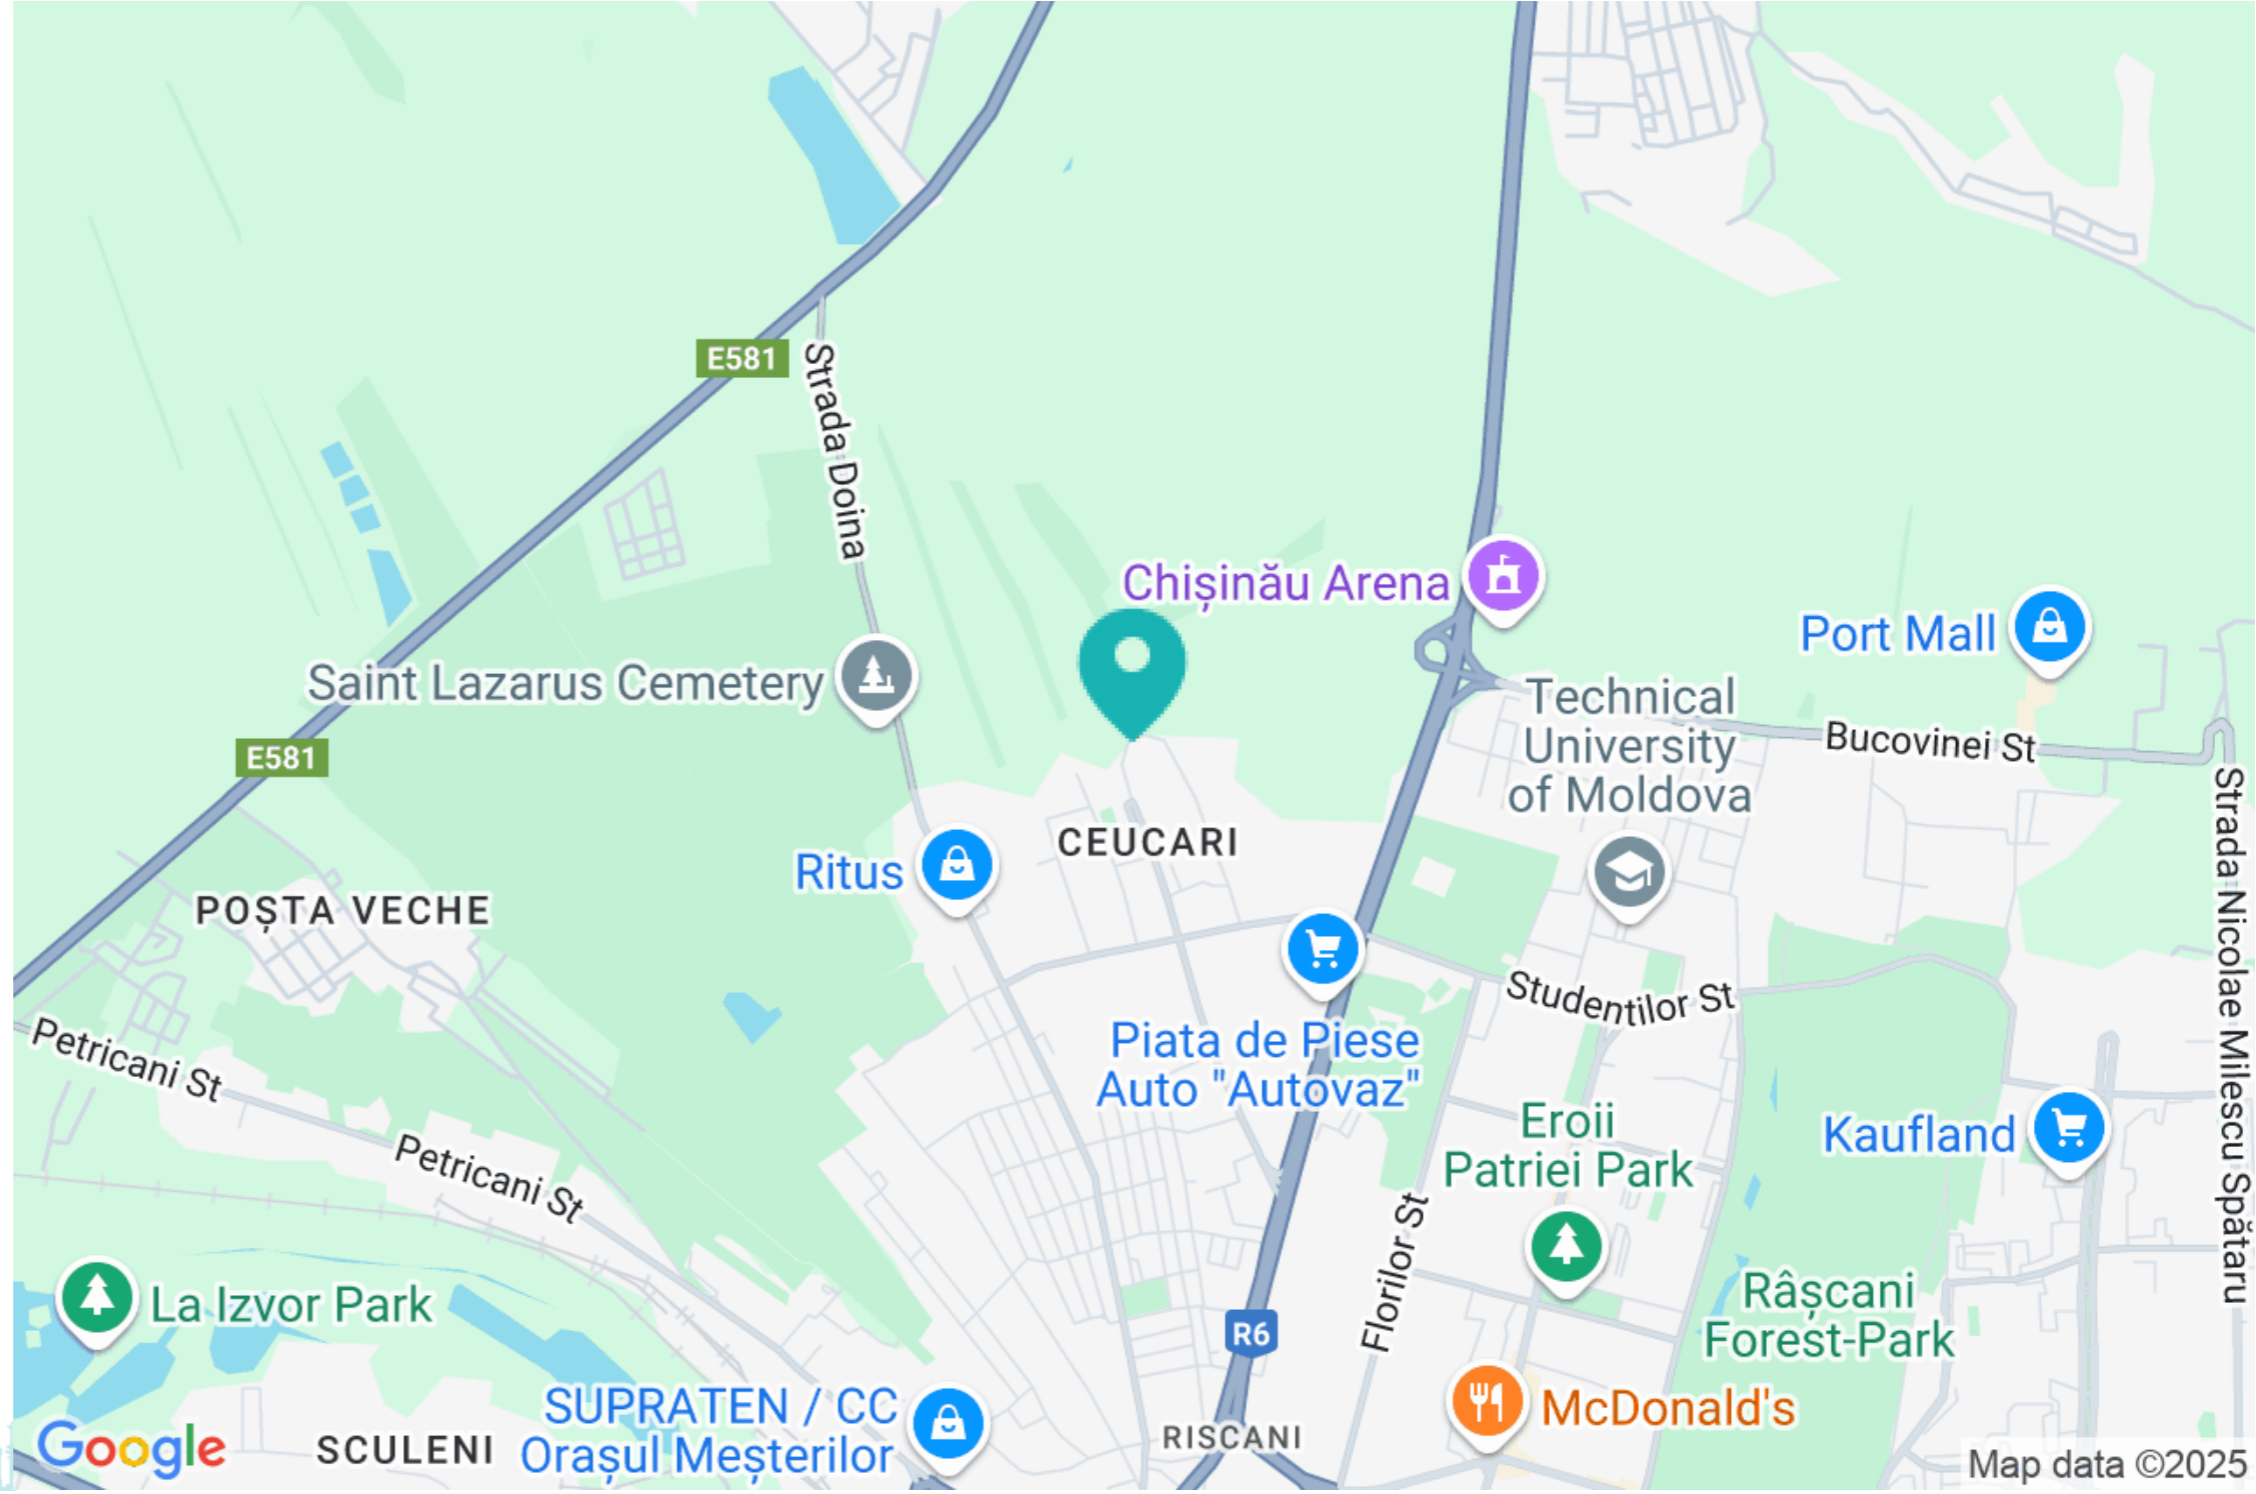 E581
Strada Doina
Chișinău Arena
Port Mall
Saint Lazarus Cemetery
Technical
University
of Moldova
Bucovinei St
E581
Strada Nicolae Milescu Spătaru
CEUCARI
Ritus
POȘTA VECHE
Studentilor St
Petricani St
Piata de Piese
Auto "Autovaz"
Eroii
Patriei Park
Kaufland
Petricani St
Florilor St
La Izvor Park
Râșcani
Forest-Park
R6
SUPRATEN / CC
Orașul Meșterilor
McDonald's
RISCANI
SCULENI
Google
Map data ©2025